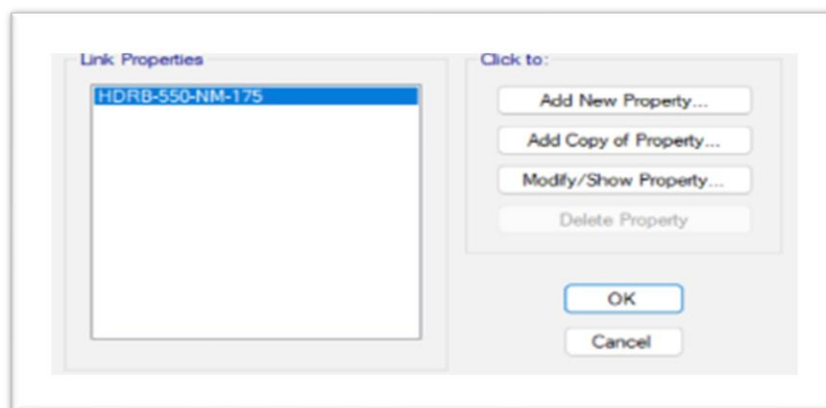 Link Properties
HDRB-550-NM-175
Click to:
Add New Property...
Add Copy of Property...
Modify/Show Property...
Delete Property
OK
Cancel